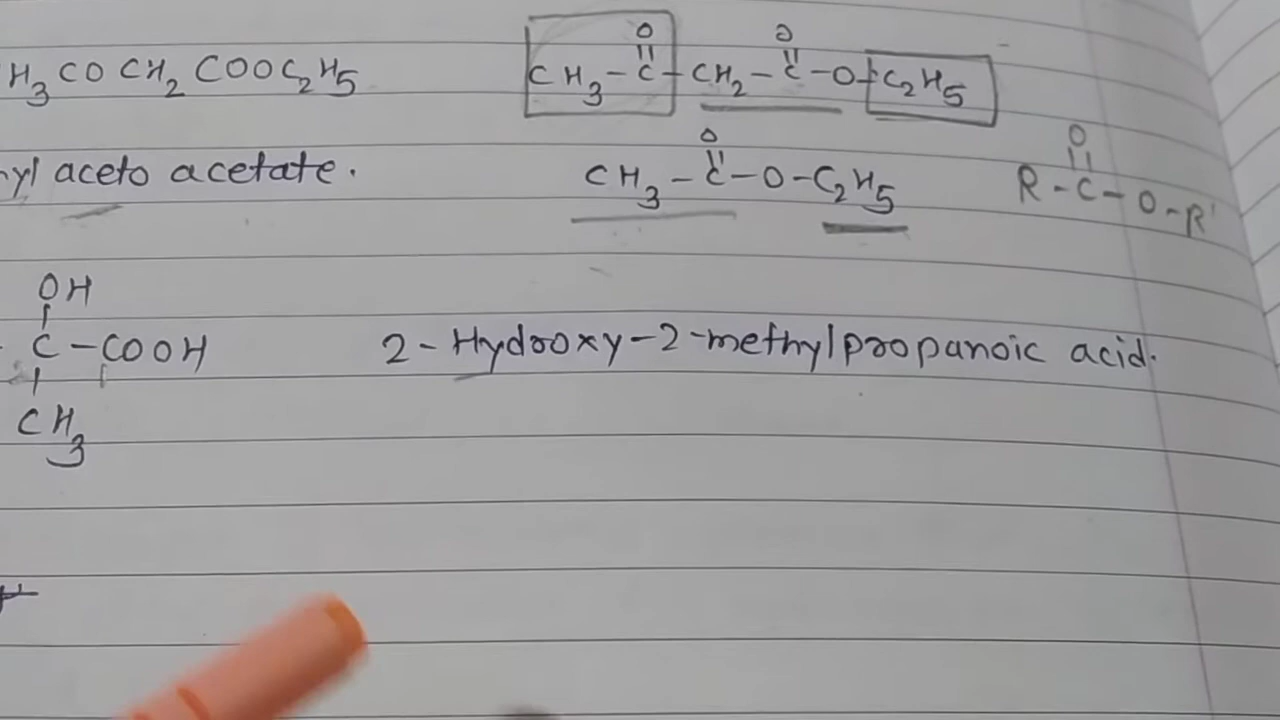 H3COCH2COOC2H5
O O
CH3-C-CH2-C-O-C2H5
yl aceto acetate.
O
CH3-C-O-C2H5
O
R-C-O-R'
OH
C-COOH
CH3
2-Hydroxy-2-methylpropanoic acid.